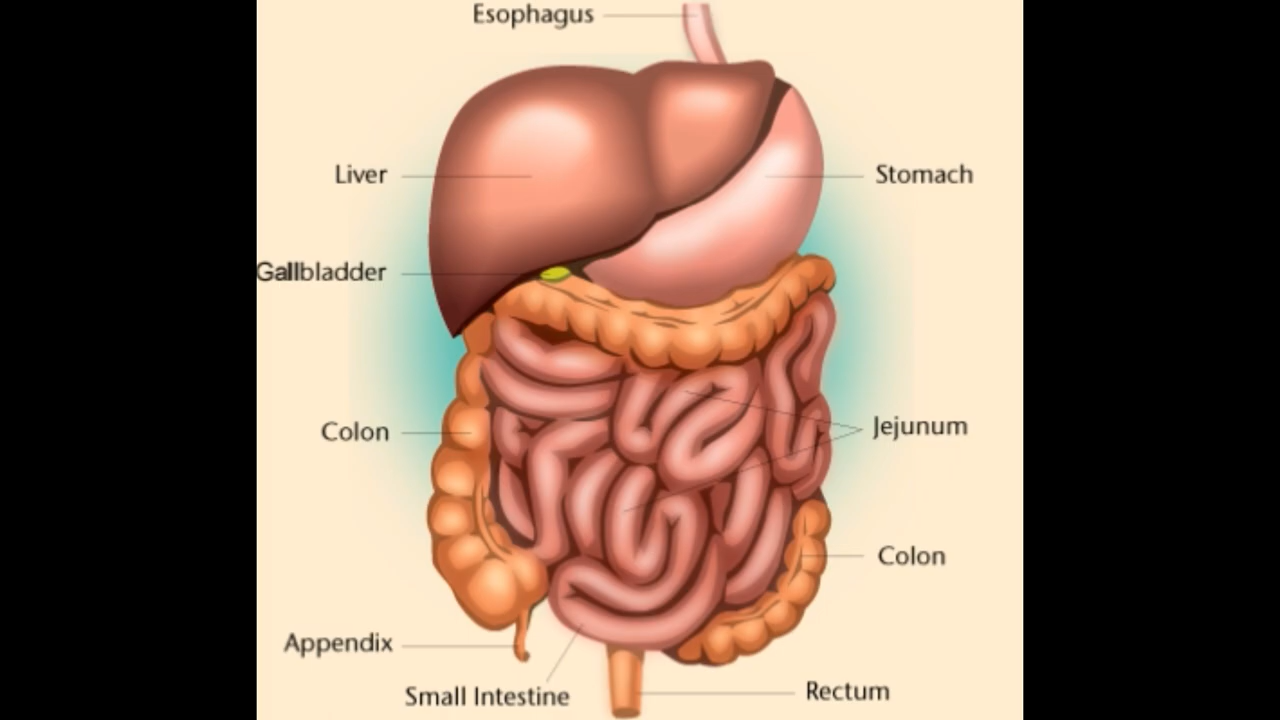 Esophagus
Liver
Stomach
Gallbladder
Colon
Jejunum
Colon
Appendix
Small Intestine
Rectum